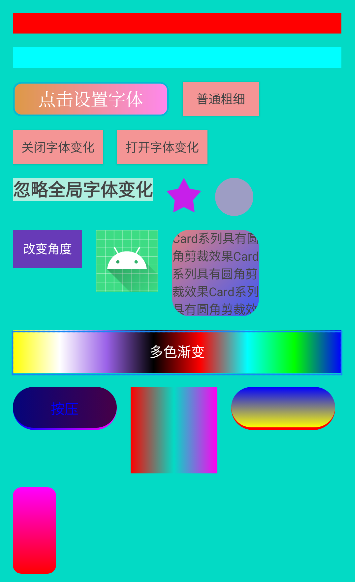 点击设置字体
普通粗细
关闭字体变化
打开字体变化
忽略全局字体变化
改变角度
Card系列具有圆
角剪裁效果Card
系列具有圆角剪
裁效果Card系列
具有圆角剪裁效
多色渐变
按压